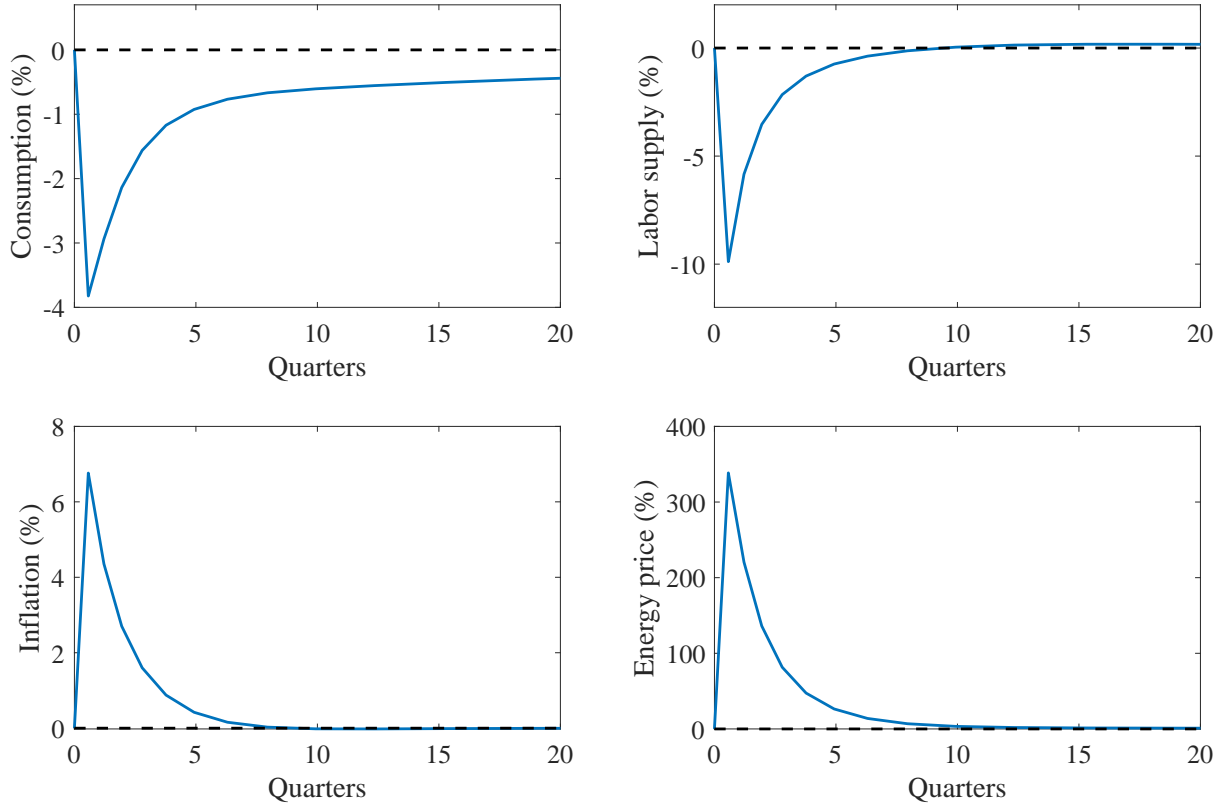 Consumption (%)
0
-1
-2
-3
-4
0 5 10 15 20
Quarters
Labor supply (%)
0
-5
-10
0 5 10 15 20
Quarters
Inflation (%)
8
6
4
2
0
0 5 10 15 20
Quarters
Energy price (%)
400
300
200
100
0
0 5 10 15 20
Quarters